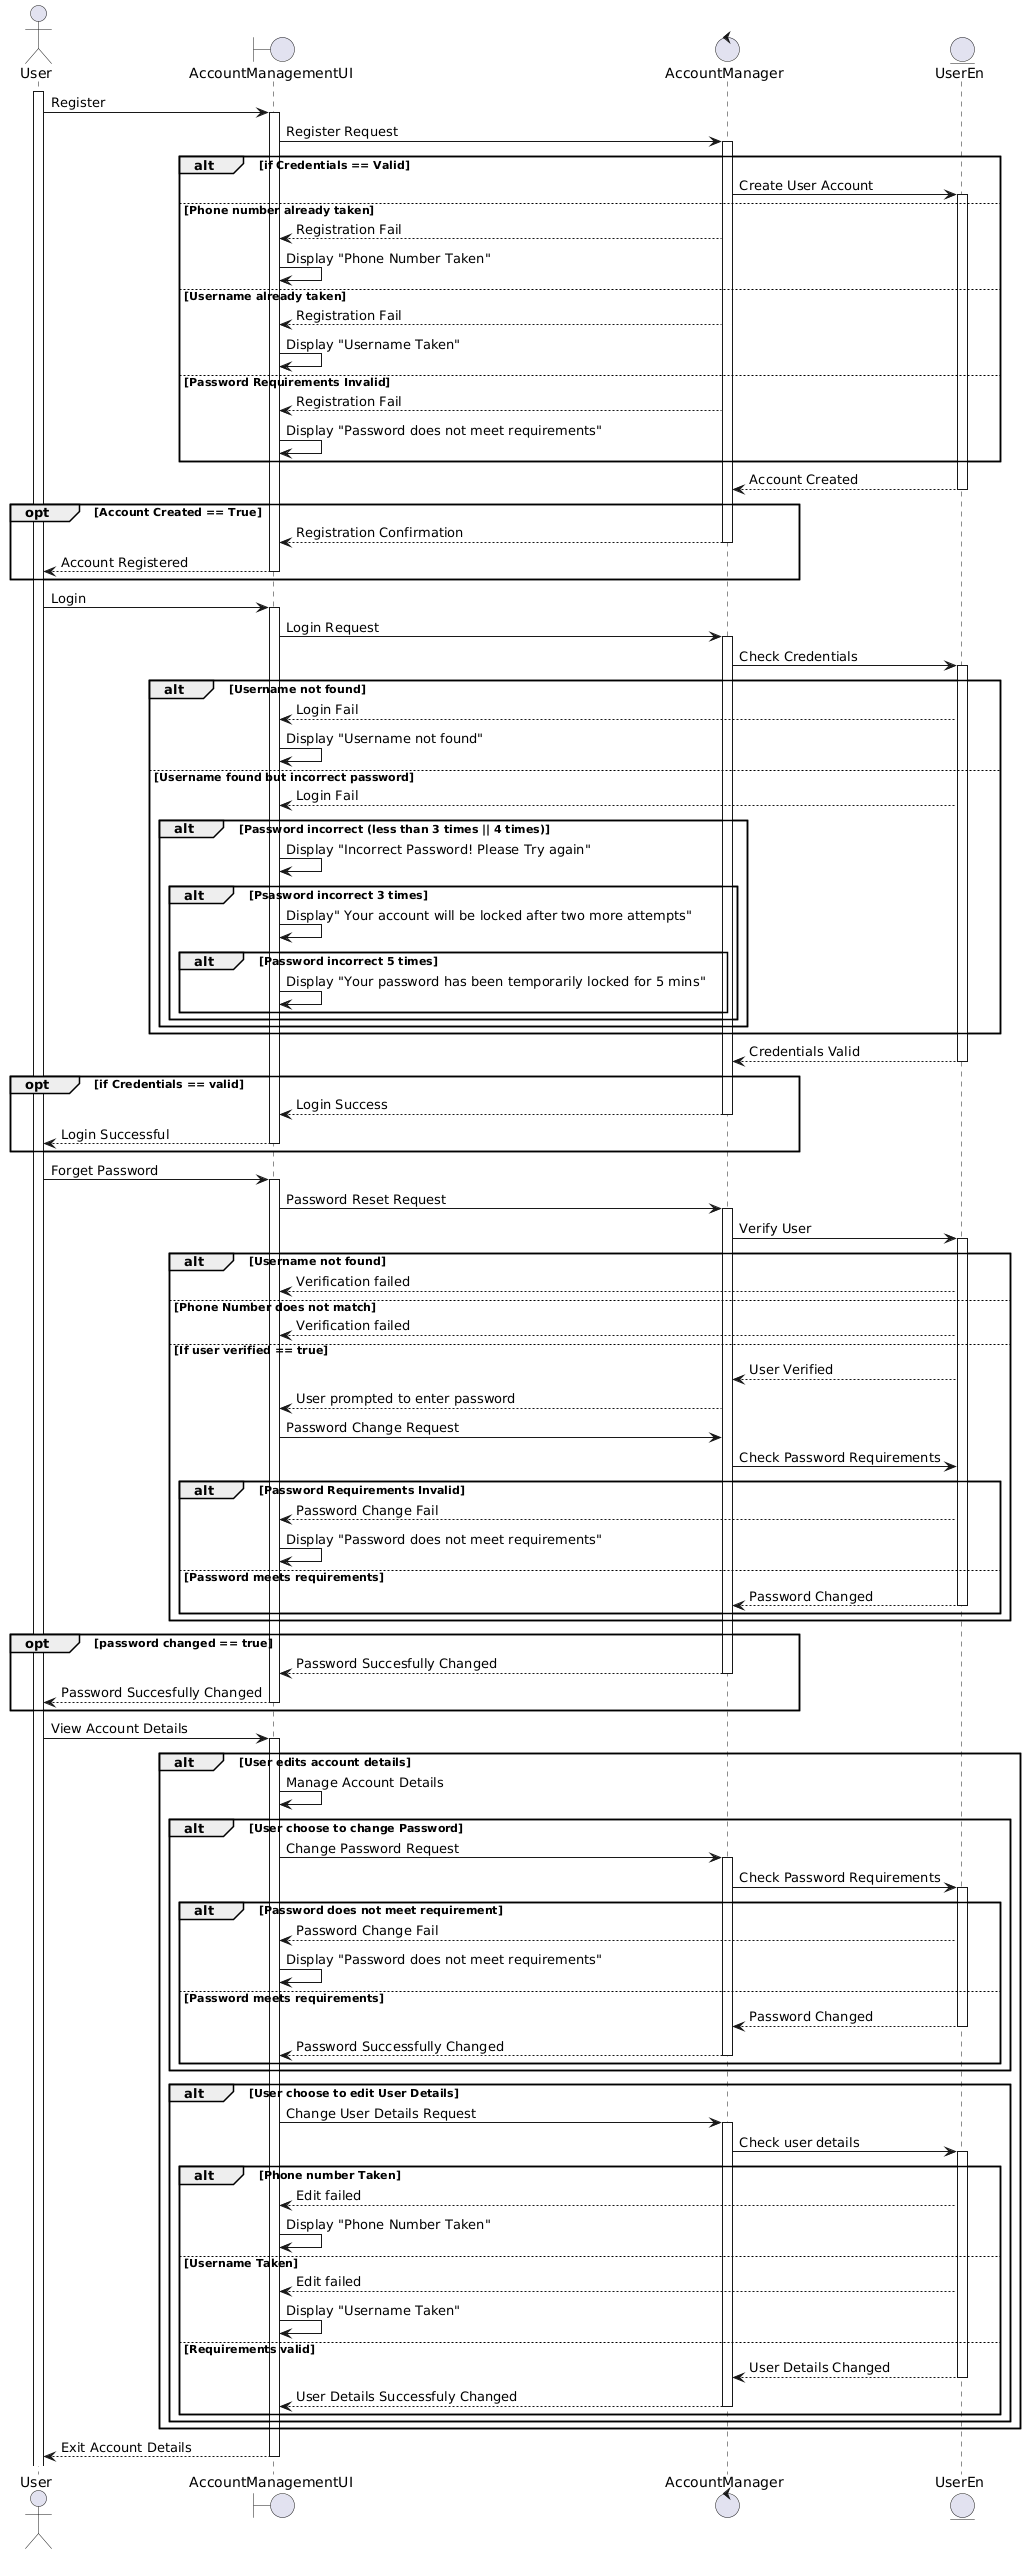 User
AccountManagementUI
AccountManager
UserEn
Register
Register Request
alt [if Credentials == Valid]
Create User Account
[Phone number already taken]
Registration Fail
Display "Phone Number Taken"
[Username already taken]
Registration Fail
Display "Username Taken"
[Password Requirements Invalid]
Registration Fail
Display "Password does not meet requirements"
Account Created
opt [Account Created == True]
Registration Confirmation
Account Registered
Login
Login Request
Check Credentials
alt [Username not found]
Login Fail
Display "Username not found"
[Username found but incorrect password]
Login Fail
alt [Password incorrect (less than 3 times || 4 times)]
Display "Incorrect Password! Please Try again"
alt [Psasword incorrect 3 times]
Display" Your account will be locked after two more attempts"
alt [Password incorrect 5 times]
Display "Your password has been temporarily locked for 5 mins"
Credentials Valid
opt [if Credentials == valid]
Login Success
Login Successful
Forget Password
Password Reset Request
Verify User
alt [Username not found]
Verification failed
[Phone Number does not match]
Verification failed
[If user verified == true]
User Verified
User prompted to enter password
Password Change Request
Check Password Requirements
alt [Password Requirements Invalid]
Password Change Fail
Display "Password does not meet requirements"
[Password meets requirements]
Password Changed
opt [password changed == true]
Password Succesfully Changed
Password Succesfully Changed
View Account Details
alt [User edits account details]
Manage Account Details
alt [User choose to change Password]
Change Password Request
Check Password Requirements
alt [Password does not meet requirement]
Password Change Fail
Display "Password does not meet requirements"
[Password meets requirements]
Password Changed
Password Successfully Changed
alt [User choose to edit User Details]
Change User Details Request
Check user details
alt [Phone number Taken]
Edit failed
Display "Phone Number Taken"
[Username Taken]
Edit failed
Display "Username Taken"
[Requirements valid]
User Details Changed
User Details Successfuly Changed
Exit Account Details
User
AccountManagementUI
AccountManager
UserEn